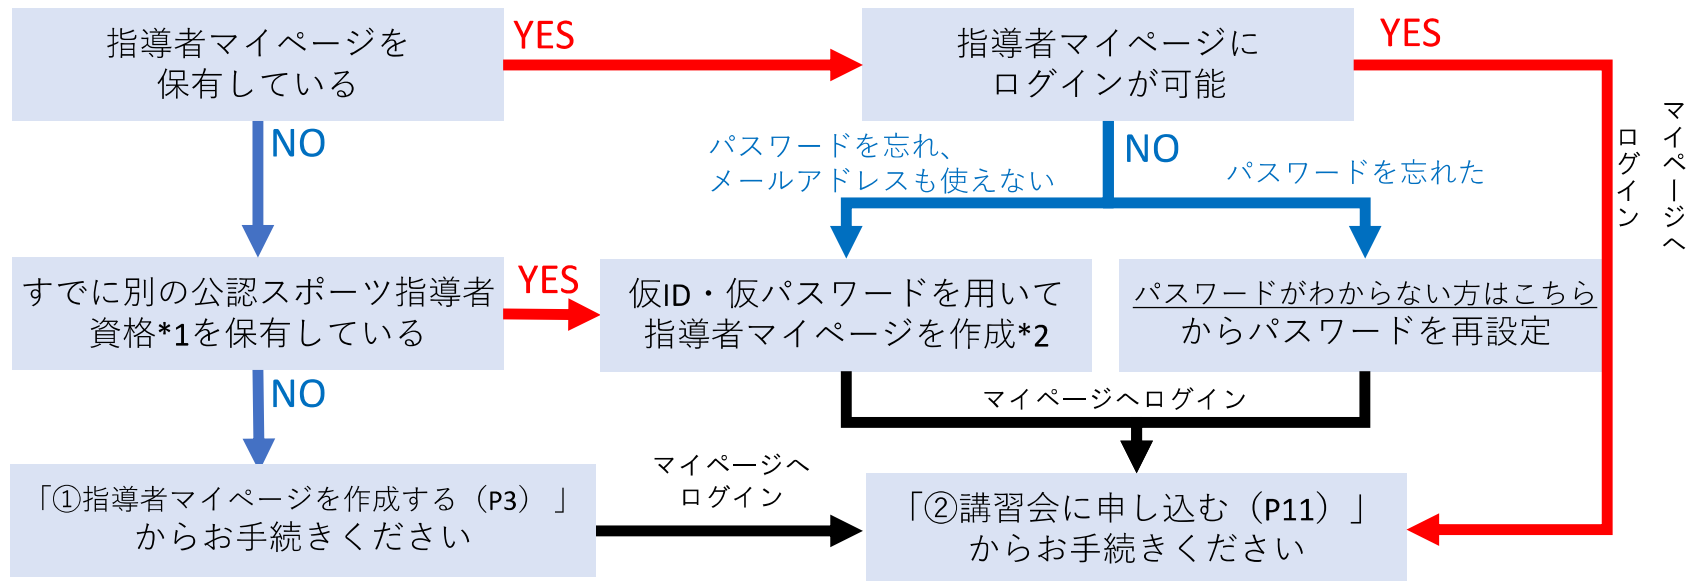 指導者マイページを
保有している
YES
指導者マイページに
ログインが可能
YES
NO
パスワードを忘れ、
メールアドレスも使えない
NO
パスワードを忘れた
マイページへ
ログイン
すでに別の公認スポーツ指導者
資格*1を保有している
YES
仮ID・仮パスワードを用いて
指導者マイページを作成*2
パスワードがわからない方はこちら
からパスワードを再設定
NO
マイページへログイン
「①指導者マイページを作成する（P3）」
からお手続きください
マイページへ
ログイン
「②講習会に申し込む（P11）」
からお手続きください